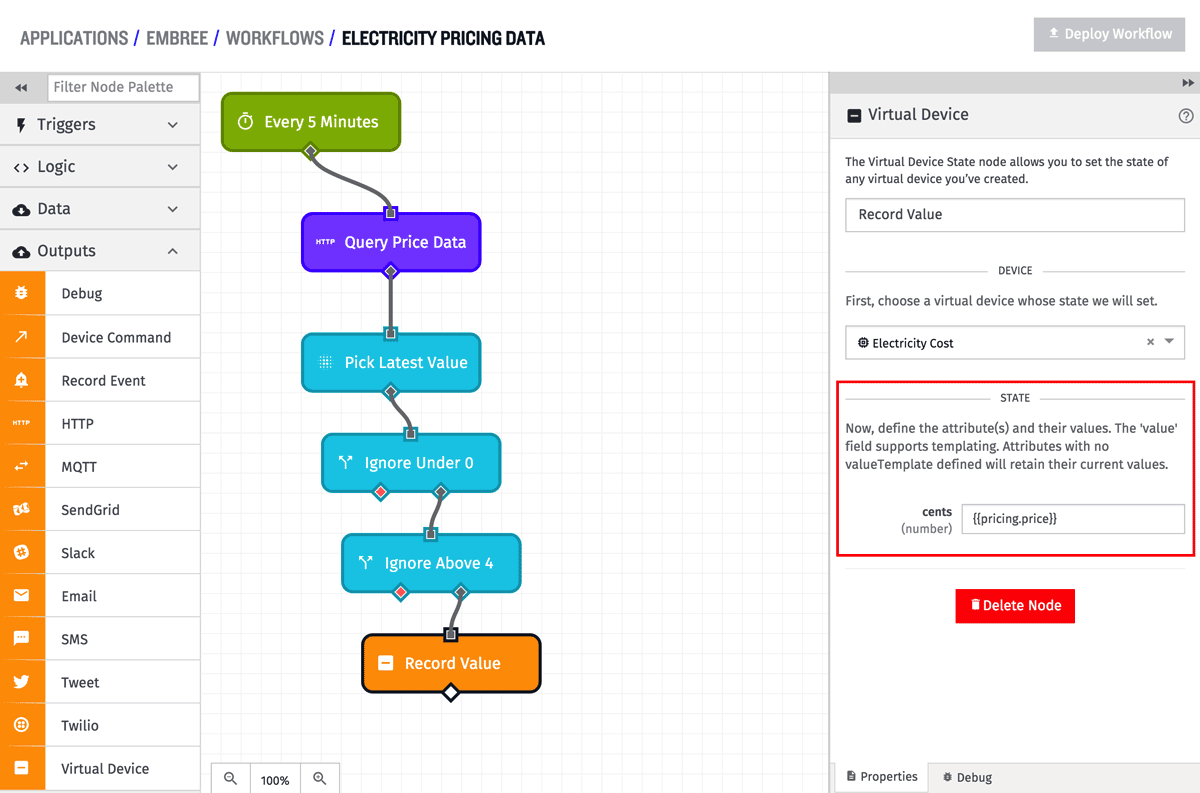 APPLICATIONS / EMBREE / WORKFLOWS / ELECTRICITY PRICING DATA
Deploy Workflow
Filter Node Palette
Triggers
Logic
Data
Outputs
Debug
Device Command
Record Event
HTTP HTTP
MQTT
SendGrid
Slack
Email
SMS
Tweet
Twilio
Virtual Device
Every 5 Minutes
HTTP Query Price Data
Pick Latest Value
Ignore Under 0
Ignore Above 4
Record Value
100%
Virtual Device
?
The Virtual Device State node allows you to set the state of
any virtual device you've created.
Record Value
DEVICE
First, choose a virtual device whose state we will set.
Electricity Cost
STATE
Now, define the attribute(s) and their values. The 'value'
field supports templating. Attributes with no
valueTemplate defined will retain their current values.
cents
(number)
{{pricing.price}}
Delete Node
Properties
Debug